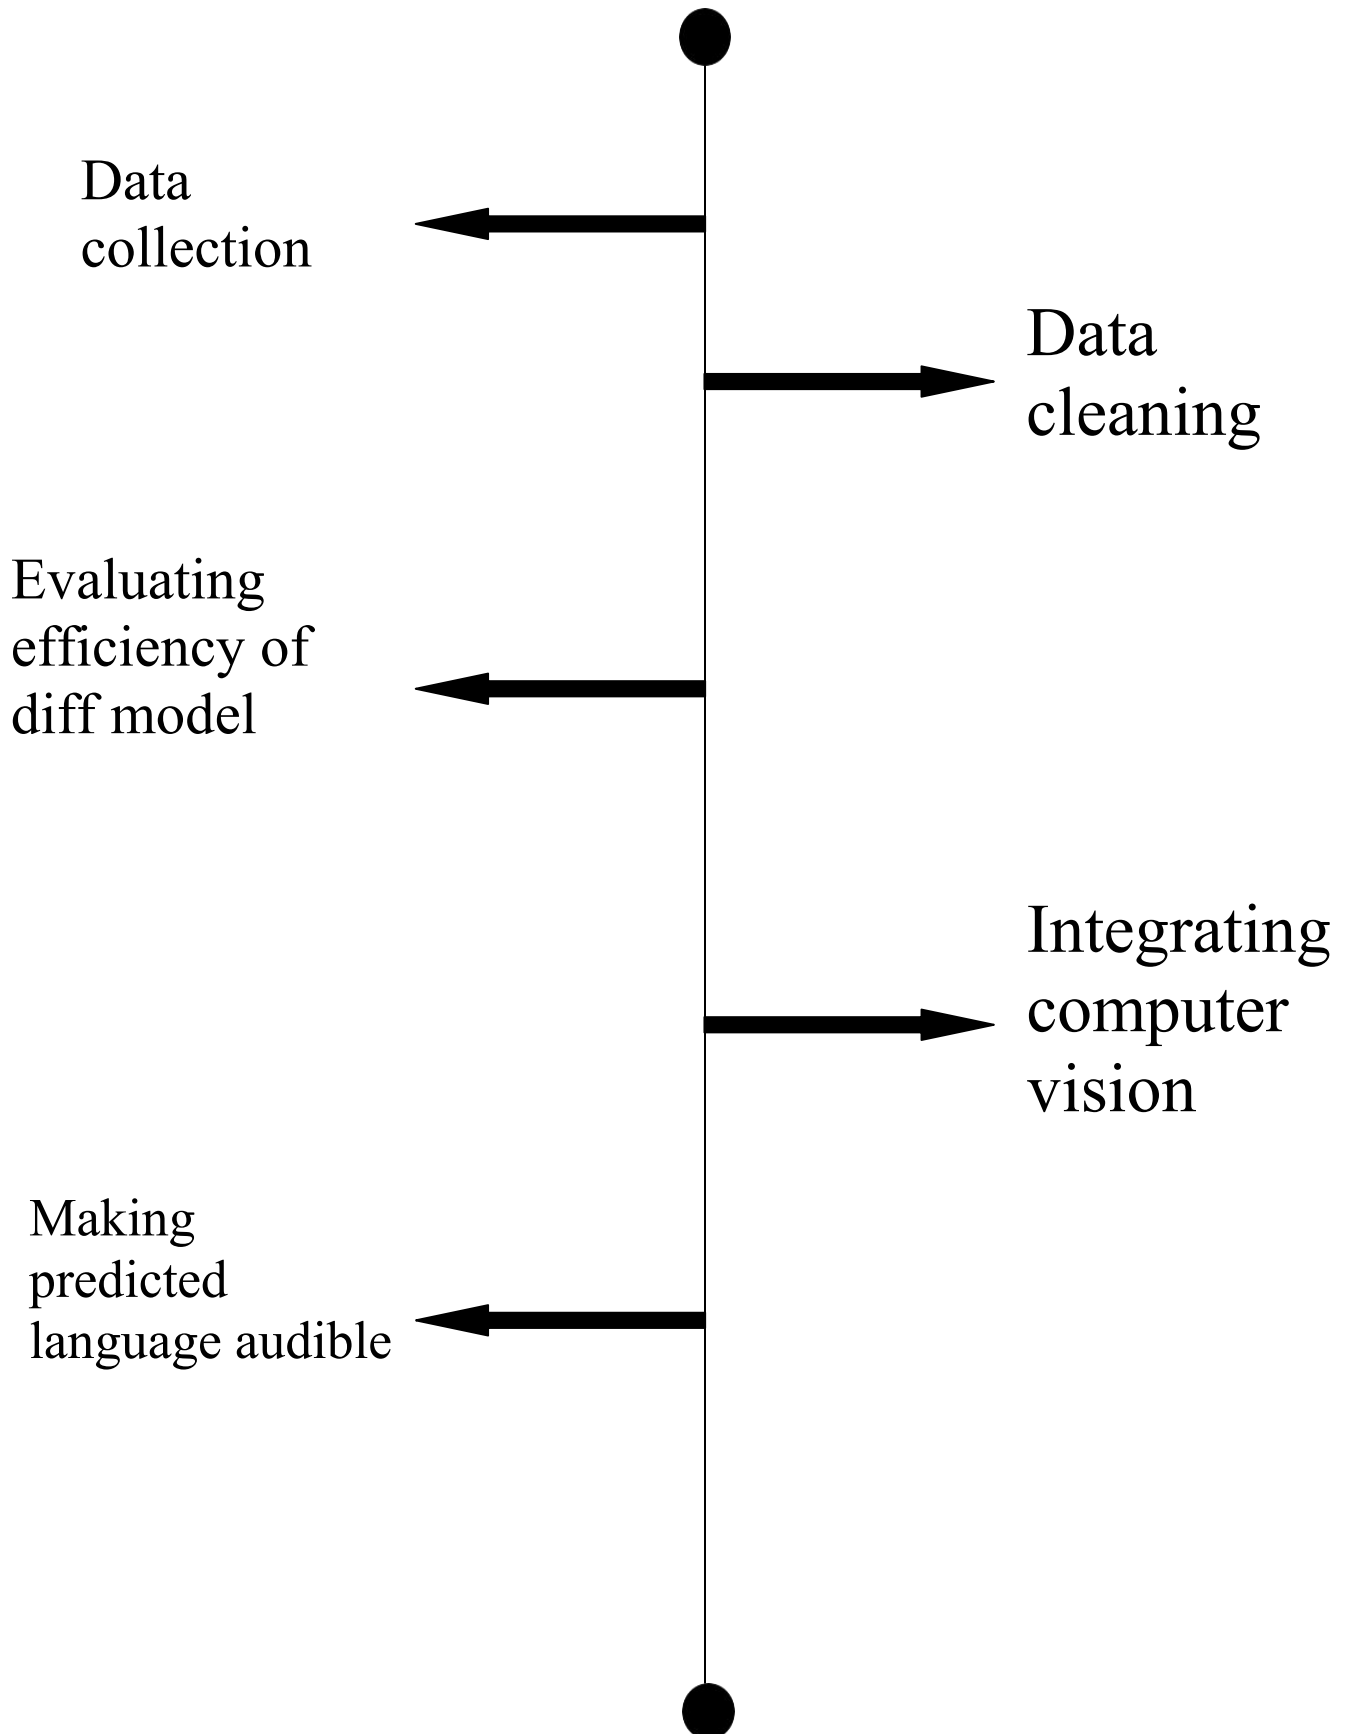 Data
collection
Data
cleaning
Evaluating
efficiency of
diff model
Integrating
computer
vision
Making
predicted
language audible